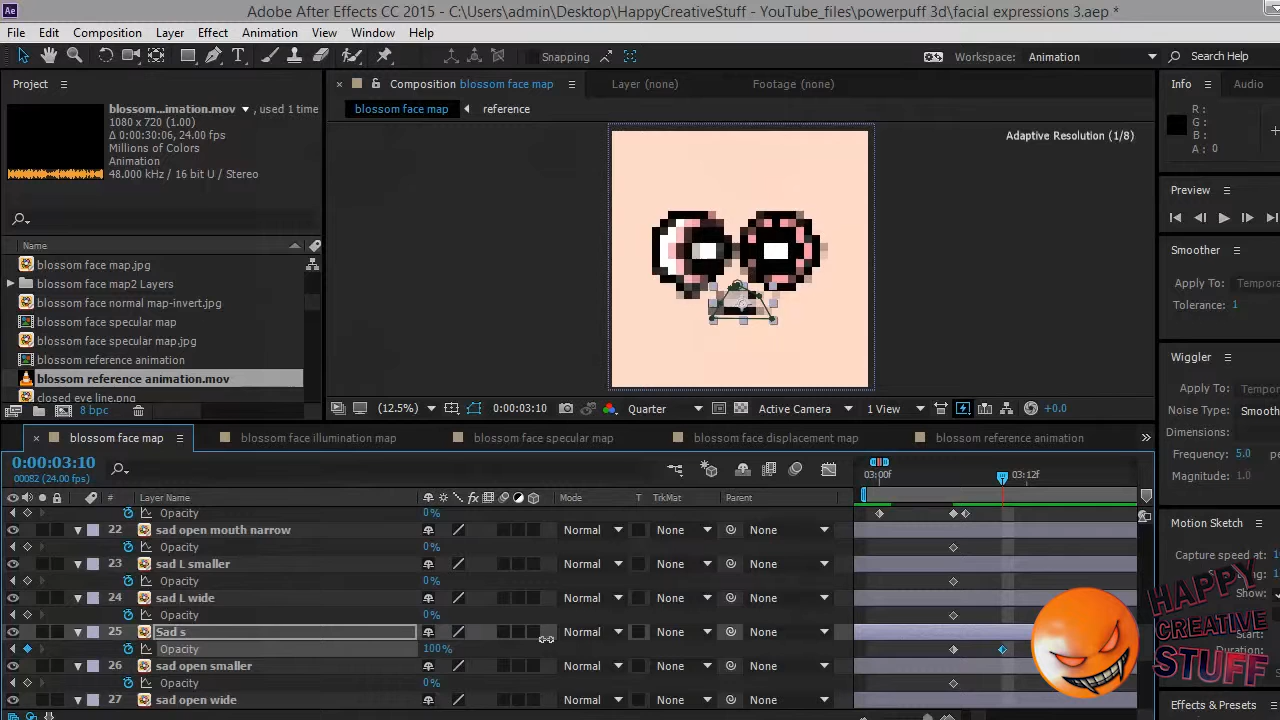 Adobe After Effects CC 2015 - C:\Users\admin\Desktop\HappyCreativeStuff - YouTube_files\powerpuff 3d\facial expressions 3.aep *
File Edit Composition Layer Effect Animation View Window Help
Snapping
Workspace: Animation
Search Help
Project
blossom...imation.mov, used 1 time
1080 x 720 (1.00)
Δ 0:00:30:06, 24.00 fps
Millions of Colors
Animation
48.000 kHz / 16 bit U / Stereo
Name
blossom face map.jpg
blossom face map2 Layers
blossom face normal map-invert.jpg
blossom face specular map
blossom face specular map.jpg
blossom reference animation
blossom reference animation.mov
closed eye line.png
8 bpc
Composition blossom face map
Layer (none)
Footage (none)
blossom face map
reference
Adaptive Resolution (1/8)
(12.5%)
0:00:03:10
Quarter
Active Camera
1 View
+0.0
Info
Audio
R :
G :
B :
A : 0
Preview
Smoother
Apply To: Tempora
Tolerance: 1
Wiggler
Apply To: Tempora
Noise Type: Smooth
Dimensions:
Frequency: 5.0
Magnitude: 1.0
Motion Sketch
Capture speed at:
Show:
Start:
Duration:
Effects & Presets
blossom face map
blossom face illumination map
blossom face specular map
blossom face displacement map
blossom reference animation
0:00:03:10
00082 (24.00 fps)
03:00f
03:12f
# Layer Name Mode T TrkMat Parent
Opacity 0%
22 sad open mouth narrow Normal None None
Opacity 0%
23 sad L smaller Normal None None
Opacity 0%
24 sad L wide Normal None None
Opacity 0%
25 Sad s Normal None None
Opacity 100%
26 sad open smaller Normal None None
Opacity 0%
27 sad open wide Normal None None
HAPPY
CREATIVE
STUFF